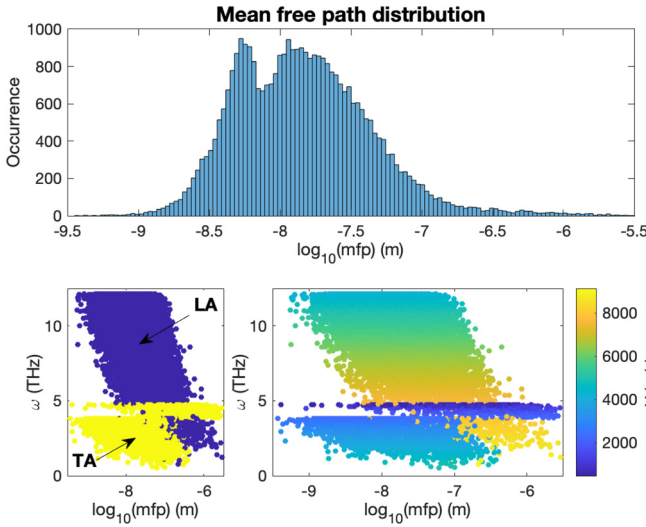 Mean free path distribution
1000
800
600
400
200
0
Occurrence
-9.5 -9 -8.5 -8 -7.5 -7 -6.5 -6 -5.5
log10(mfp) (m)
10
5
0
ω (THz)
LA
TA
-8 -6
log10(mfp) (m)
10
5
0
ω (THz)
-9 -8 -7 -6
log10(mfp) (m)
8000
6000
4000
2000